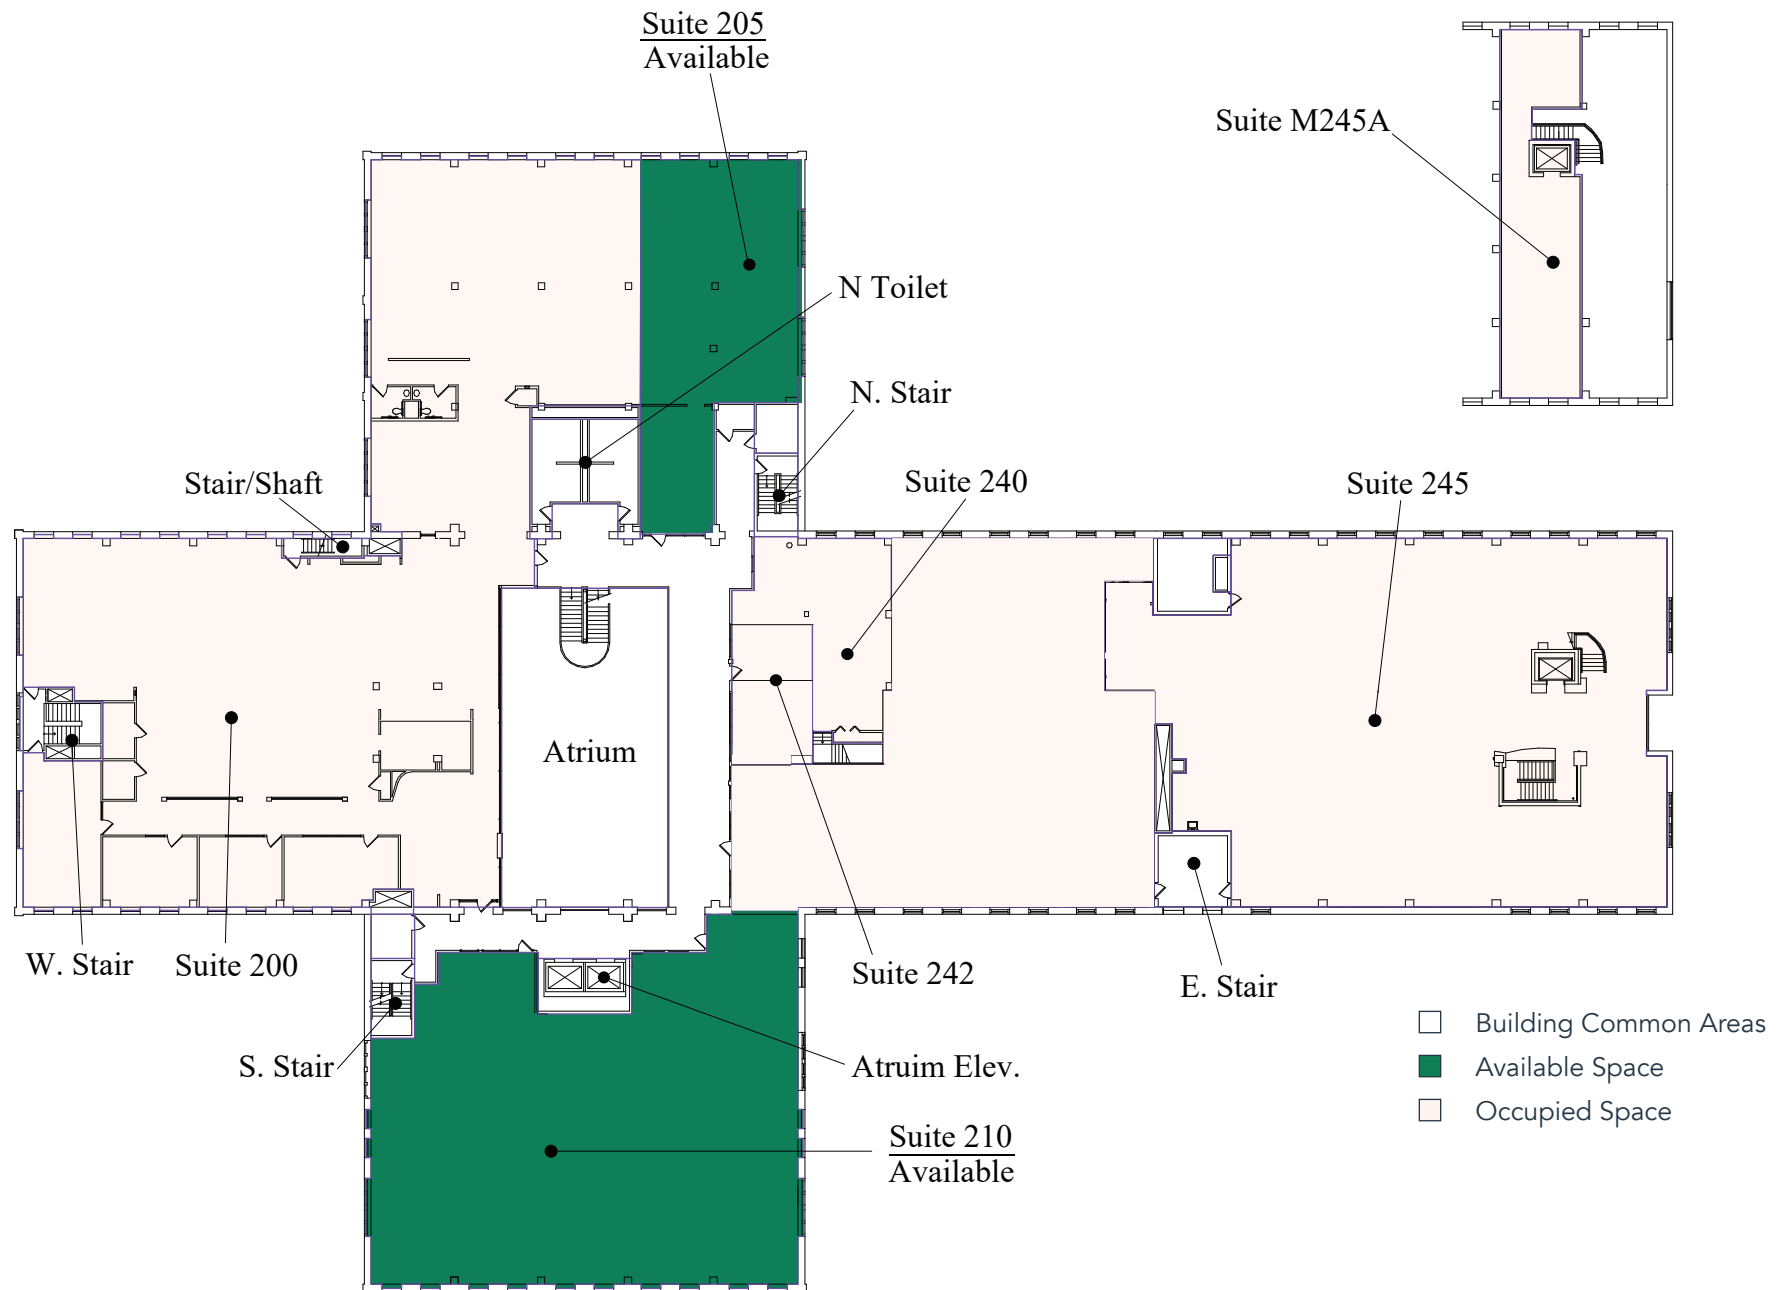 Suite 205
Available
Suite M245A
N Toilet
N. Stair
Stair/Shaft
Suite 240
Suite 245
Atrium
W. Stair
Suite 200
Suite 242
E. Stair
S. Stair
Atruim Elev.
Suite 210
Available
Building Common Areas
Available Space
Occupied Space